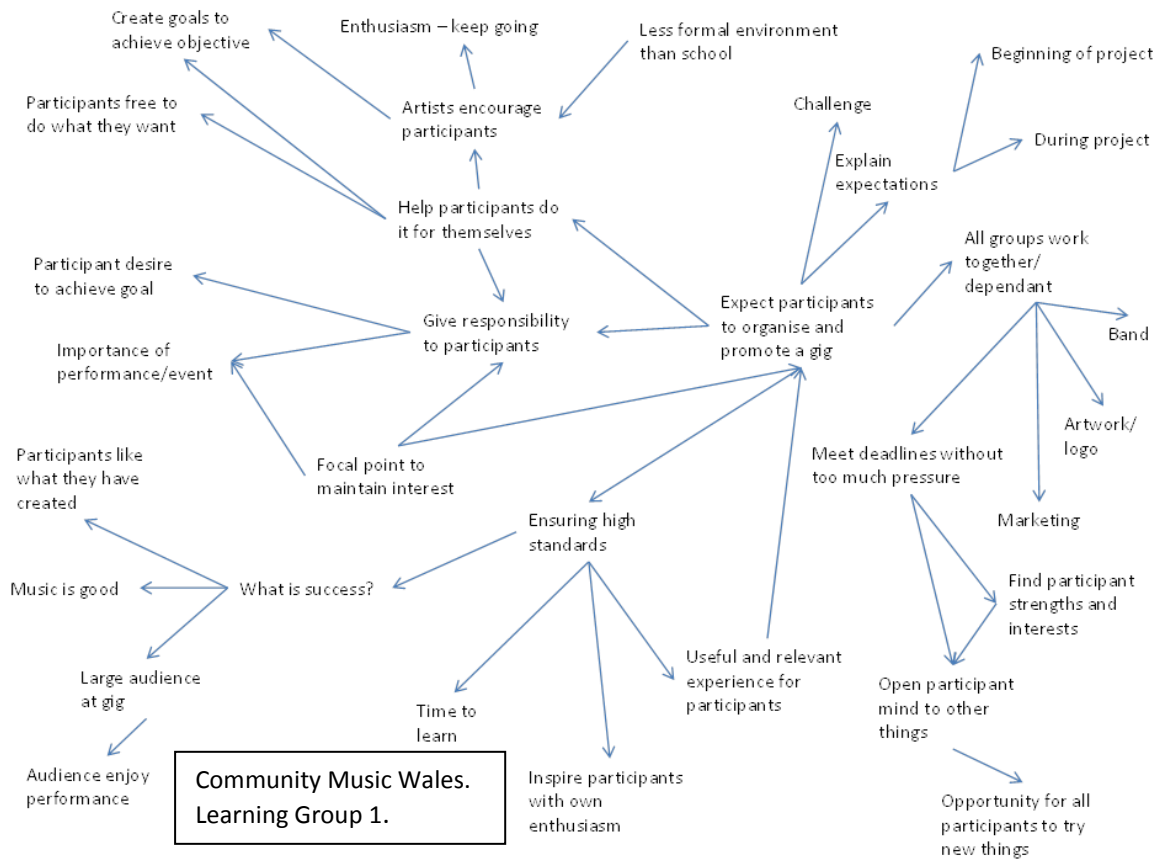 Create goals to
achieve objective
Enthusiasm – keep going
Less formal environment
than school
Beginning of project
Participants free to
do what they want
Artists encourage
participants
Challenge
During project
Explain
expectations
Help participants do
it for themselves
All groups work
together/
dependant
Participant desire
to achieve goal
Give responsibility
to participants
Expect participants
to organise and
promote a gig
Band
Importance of
performance/event
Artwork/
logo
Participants like
what they have
created
Focal point to
maintain interest
Meet deadlines without
too much pressure
Ensuring high
standards
Marketing
Music is good
What is success?
Find participant
strengths and
interests
Large audience
at gig
Time to
learn
Useful and relevant
experience for
participants
Open participant
mind to other
things
Audience enjoy
performance
Community Music Wales.
Learning Group 1.
Inspire participants
with own
enthusiasm
Opportunity for all
participants to try
new things